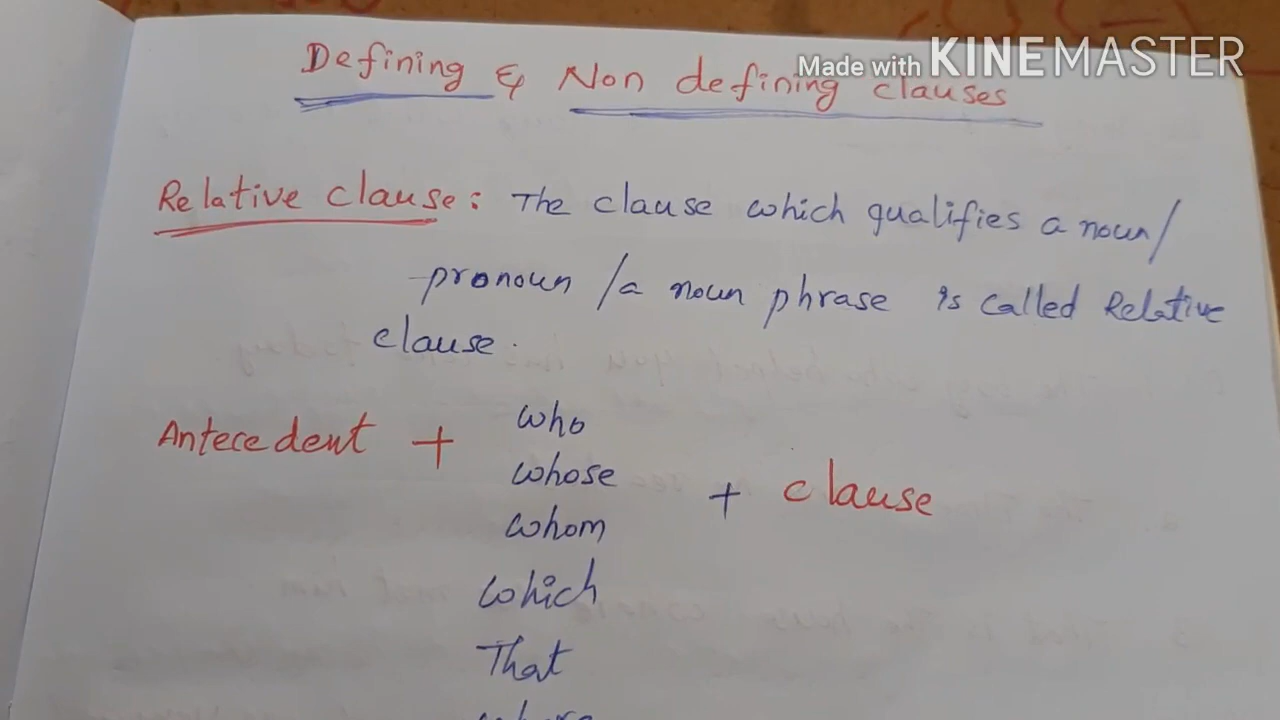 Made with KINEMASTER
Defining & Non defining clauses
Relative clause: The clause which qualifies a noun/
pronoun /a noun phrase is called Relative
clause.
Antecedent + who
whose
whom
which
That
+ clause